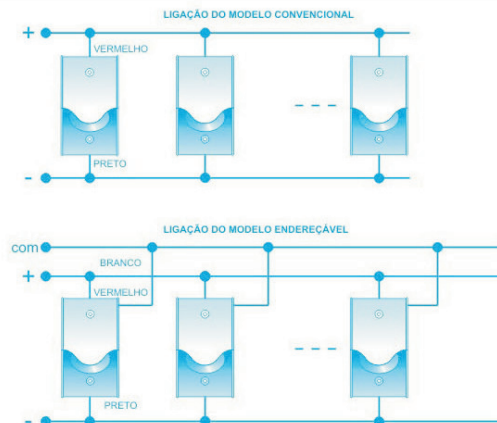 LIGAÇÃO DO MODELO CONVENCIONAL
+
VERMELHO
PRETO
-
LIGAÇÃO DO MODELO ENDEREÇÁVEL
com
BRANCO
+
VERMELHO
PRETO
-